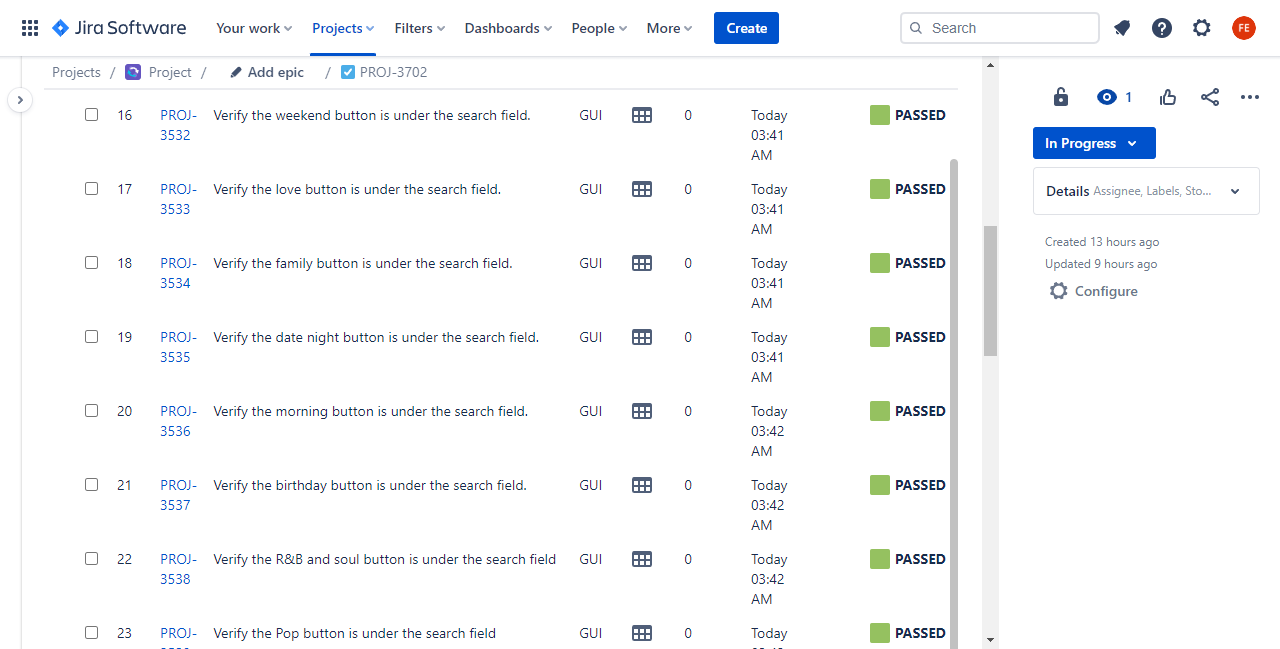 Jira Software Your work Projects Filters Dashboards People More Create Search FE
Projects / Project / Add epic / PROJ-3702
1
In Progress
Details Assignee, Labels, Sto...
Created 13 hours ago
Updated 9 hours ago
Configure
16 PROJ-3532 Verify the weekend button is under the search field. GUI 0 Today 03:41 AM PASSED
17 PROJ-3533 Verify the love button is under the search field. GUI 0 Today 03:41 AM PASSED
18 PROJ-3534 Verify the family button is under the search field. GUI 0 Today 03:41 AM PASSED
19 PROJ-3535 Verify the date night button is under the search field. GUI 0 Today 03:41 AM PASSED
20 PROJ-3536 Verify the morning button is under the search field. GUI 0 Today 03:42 AM PASSED
21 PROJ-3537 Verify the birthday button is under the search field. GUI 0 Today 03:42 AM PASSED
22 PROJ-3538 Verify the R&B and soul button is under the search field GUI 0 Today 03:42 AM PASSED
23 PROJ- Verify the Pop button is under the search field GUI 0 Today PASSED